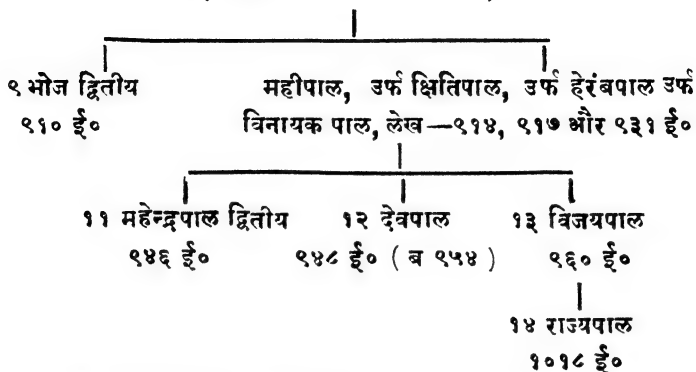 ९ भोज द्वितीय महीपाल, उर्फ क्षितिपाल, उर्फ हेरंबपाल उर्फ
९१० ई० विनायक पाल, लेख—९१४, ९१७ और ९३१ ई०
११ महेन्द्रपाल द्वितीय १२ देवपाल १३ विजयपाल
९४६ ई० ९४८ ई० ( ब ९५४ ) ९६० ई०
१४ राज्यपाल
१०१८ ई०